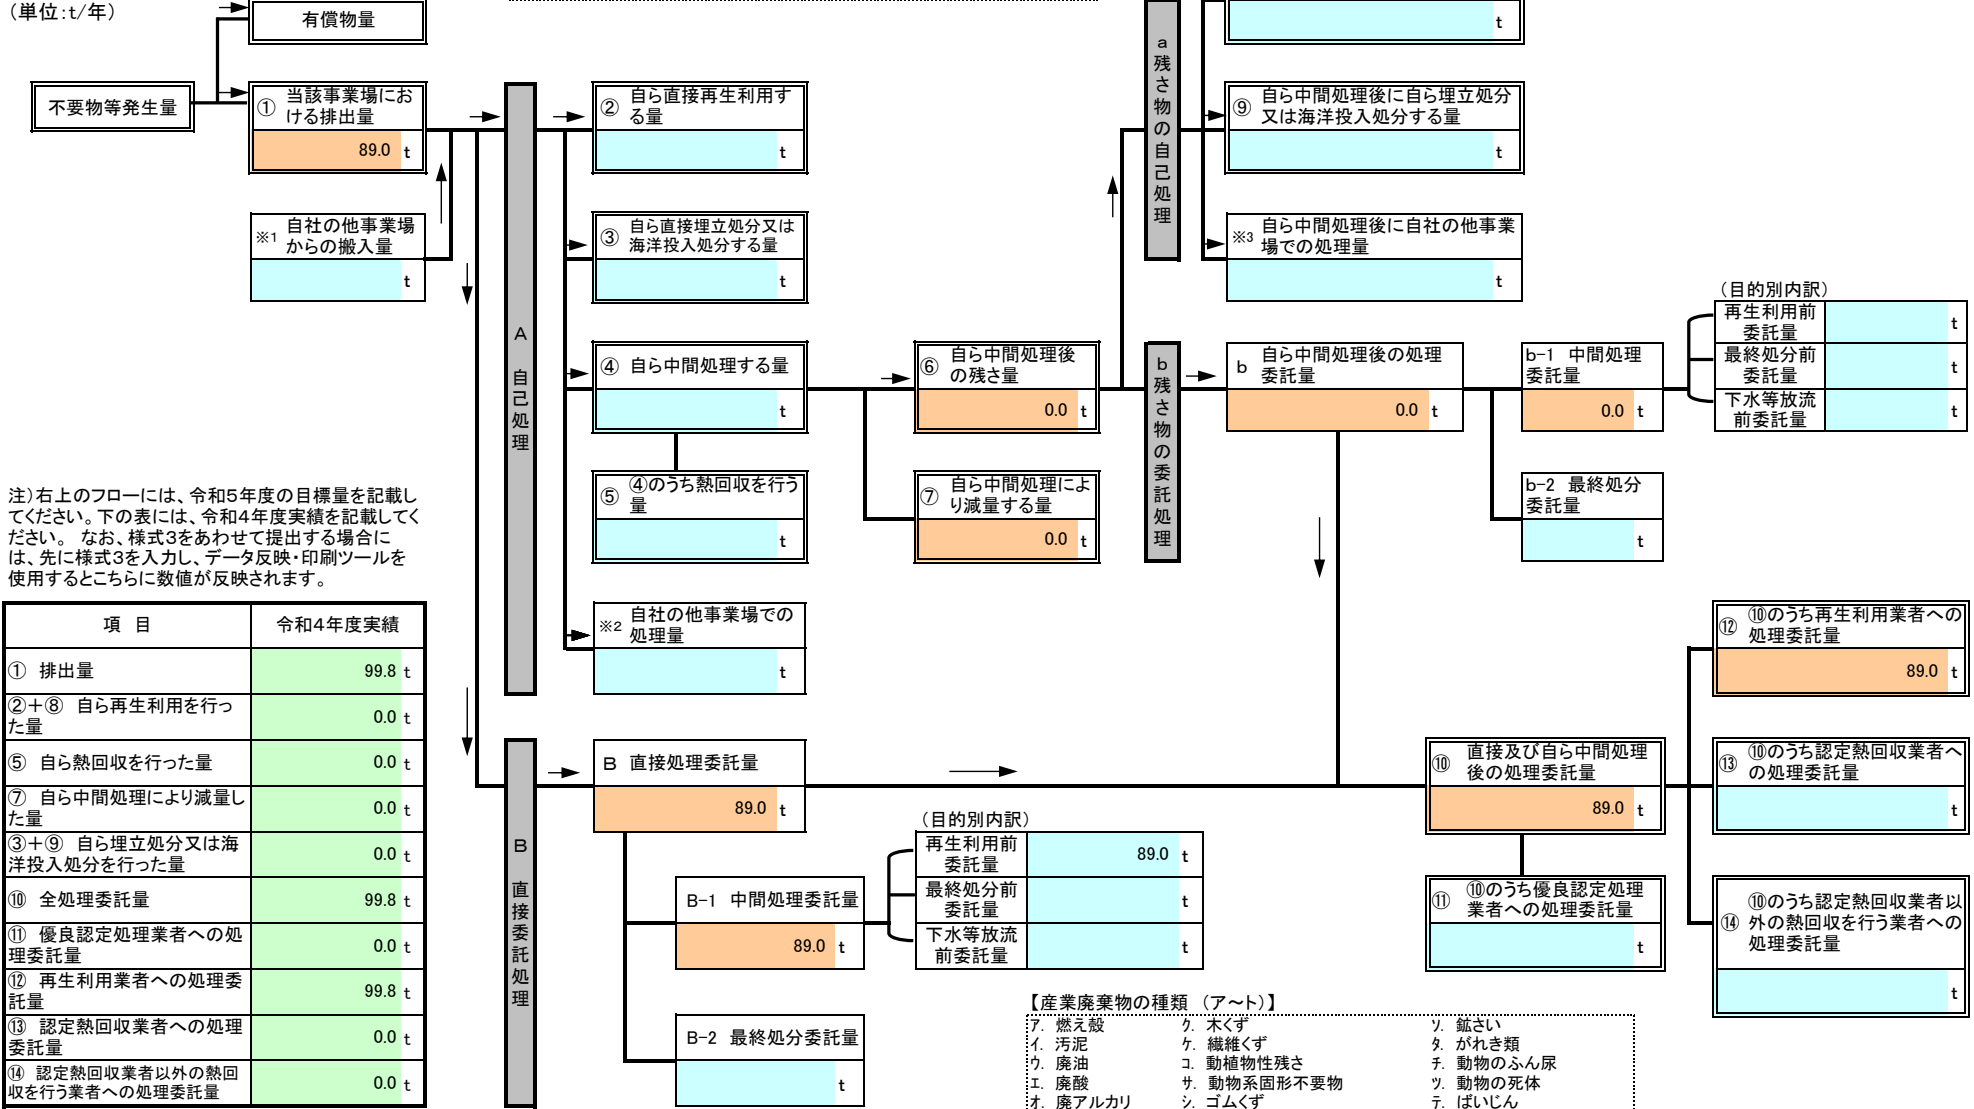 （単位：t/年）
有償物量
不要物等発生量
① 当該事業場にお
ける排出量
89.0 t
※1 自社の他事業場
からの搬入量
t
A 自己処理
② 自ら直接再生利用す
る量
t
③ 自ら直接埋立処分又は
海洋投入処分する量
t
④ 自ら中間処理する量
t
⑤ ④のうち熱回収を行う
量
t
※2 自社の他事業場での
処理量
t
⑥ 自ら中間処理後
の残さ量
0.0 t
⑦ 自ら中間処理によ
り減量する量
0.0 t
a 残さ物の自己処理
t
⑨ 自ら中間処理後に自ら埋立処分
又は海洋投入処分する量
t
※3 自ら中間処理後に自社の他事業
場での処理量
t
b 残さ物の委託処理
b 自ら中間処理後の処理
委託量
0.0 t
b-1 中間処理
委託量
0.0 t
（目的別内訳）
再生利用前
委託量
t
最終処分前
委託量
t
下水等放流
前委託量
t
b-2 最終処分
委託量
t
注）右上のフローには、令和５年度の目標量を記載し
てください。下の表には、令和４年度実績を記載してく
ださい。 なお、様式３をあわせて提出する場合に
は、先に様式３を入力し、データ反映・印刷ツールを
使用するとこちらに数値が反映されます。
項 目 令和４年度実績
① 排出量 99.8 t
②＋⑧ 自ら再生利用を行っ
た量 0.0 t
⑤ 自ら熱回収を行った量 0.0 t
⑦ 自ら中間処理により減量し
た量 0.0 t
③＋⑨ 自ら埋立処分又は海
洋投入処分を行った量 0.0 t
⑩ 全処理委託量 99.8 t
⑪ 優良認定処理業者への処
理委託量 0.0 t
⑫ 再生利用業者への処理委
託量 99.8 t
⑬ 認定熱回収業者への処理
委託量 0.0 t
⑭ 認定熱回収業者以外の熱回
収を行う業者への処理委託量 0.0 t
B 直接委託処理
B 直接処理委託量
89.0 t
B-1 中間処理委託量
89.0 t
B-2 最終処分委託量
t
（目的別内訳）
再生利用前
委託量
89.0 t
最終処分前
委託量
t
下水等放流
前委託量
t
⑩ 直接及び自ら中間処理
後の処理委託量
89.0 t
⑪ ⑩のうち優良認定処理
業者への処理委託量
t
⑫ ⑩のうち再生利用業者への
処理委託量
89.0 t
⑬ ⑩のうち認定熱回収業者へ
の処理委託量
t
⑭ ⑩のうち認定熱回収業者以
外の熱回収を行う業者への
処理委託量
t
【産業廃棄物の種類 （ア～ト）】
ｱ. 燃え殻 ｸ. 木くず ｿ. 鉱さい
ｲ. 汚泥 ｹ. 繊維くず ﾀ. がれき類
ｳ. 廃油 ｺ. 動植物性残さ ﾁ. 動物のふん尿
ｴ. 廃酸 ｻ. 動物系固形不要物 ﾂ. 動物の死体
ｵ. 廃アルカリ ｼ. ゴムくず ﾃ. ばいじん